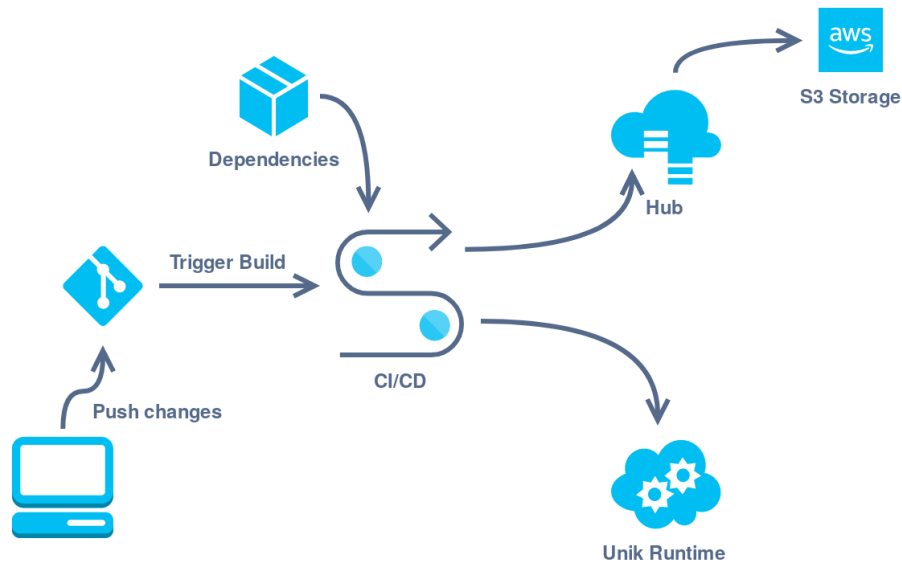 aws
S3 Storage
Dependencies
Hub
Trigger Build
CI/CD
Push changes
Unik Runtime